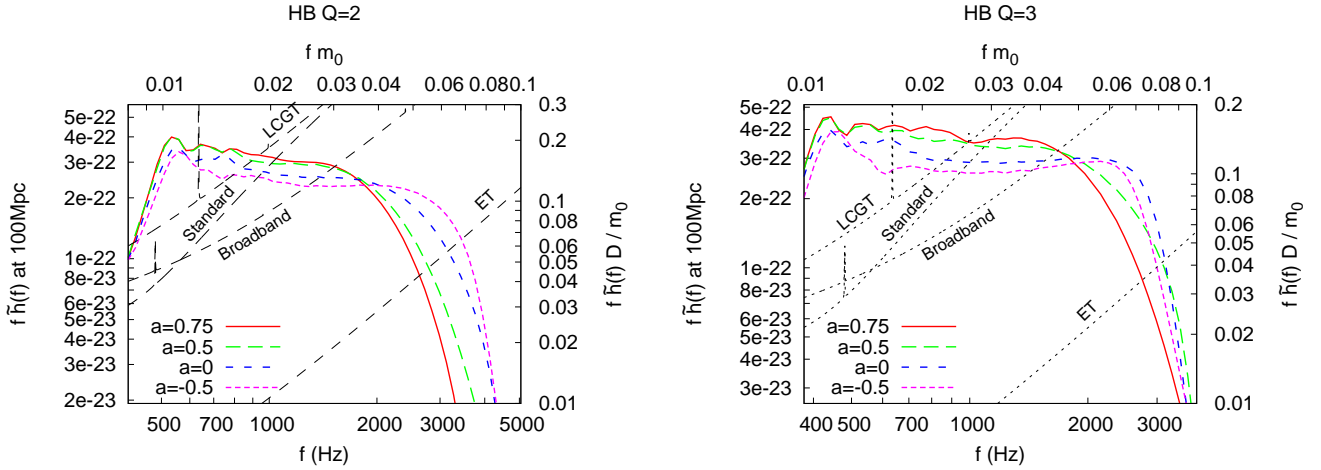 HB Q=2
f m0
0.01 0.02 0.03 0.04 0.06 0.08 0.1
f h̃(f) at 100Mpc
5e-22
4e-22
3e-22
2e-22
1e-22
8e-23
6e-23
5e-23
4e-23
3e-23
2e-23
LCGT
Standard
Broadband
ET
a=0.75
a=0.5
a=0
a=-0.5
0.3
0.2
0.1
0.08
0.06
0.05
0.04
0.03
0.02
0.01
f h̃(f) D / m0
500 700 1000 2000 3000 5000
f (Hz)
HB Q=3
f m0
0.01 0.02 0.03 0.04 0.06 0.08 0.1
f h̃(f) at 100Mpc
5e-22
4e-22
3e-22
2e-22
1e-22
8e-23
6e-23
5e-23
4e-23
3e-23
LCGT
Standard
Broadband
ET
a=0.75
a=0.5
a=0
a=-0.5
0.2
0.1
0.08
0.06
0.05
0.04
0.03
0.02
0.01
f h̃(f) D / m0
400 500 700 1000 2000 3000
f (Hz)